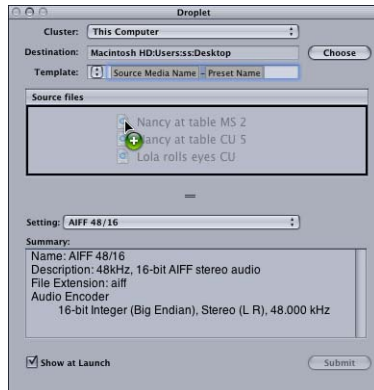 Droplet
Cluster: This Computer
Destination: Macintosh HD:Users:ss:Desktop Choose
Template: Source Media Name - Preset Name
Source files
Nancy at table MS 2
Nancy at table CU 5
Lola rolls eyes CU
Setting: AIFF 48/16
Summary:
Name: AIFF 48/16
Description: 48kHz, 16-bit AIFF stereo audio
File Extension: aiff
Audio Encoder
16-bit Integer (Big Endian), Stereo (L R), 48.000 kHz
Show at Launch Submit